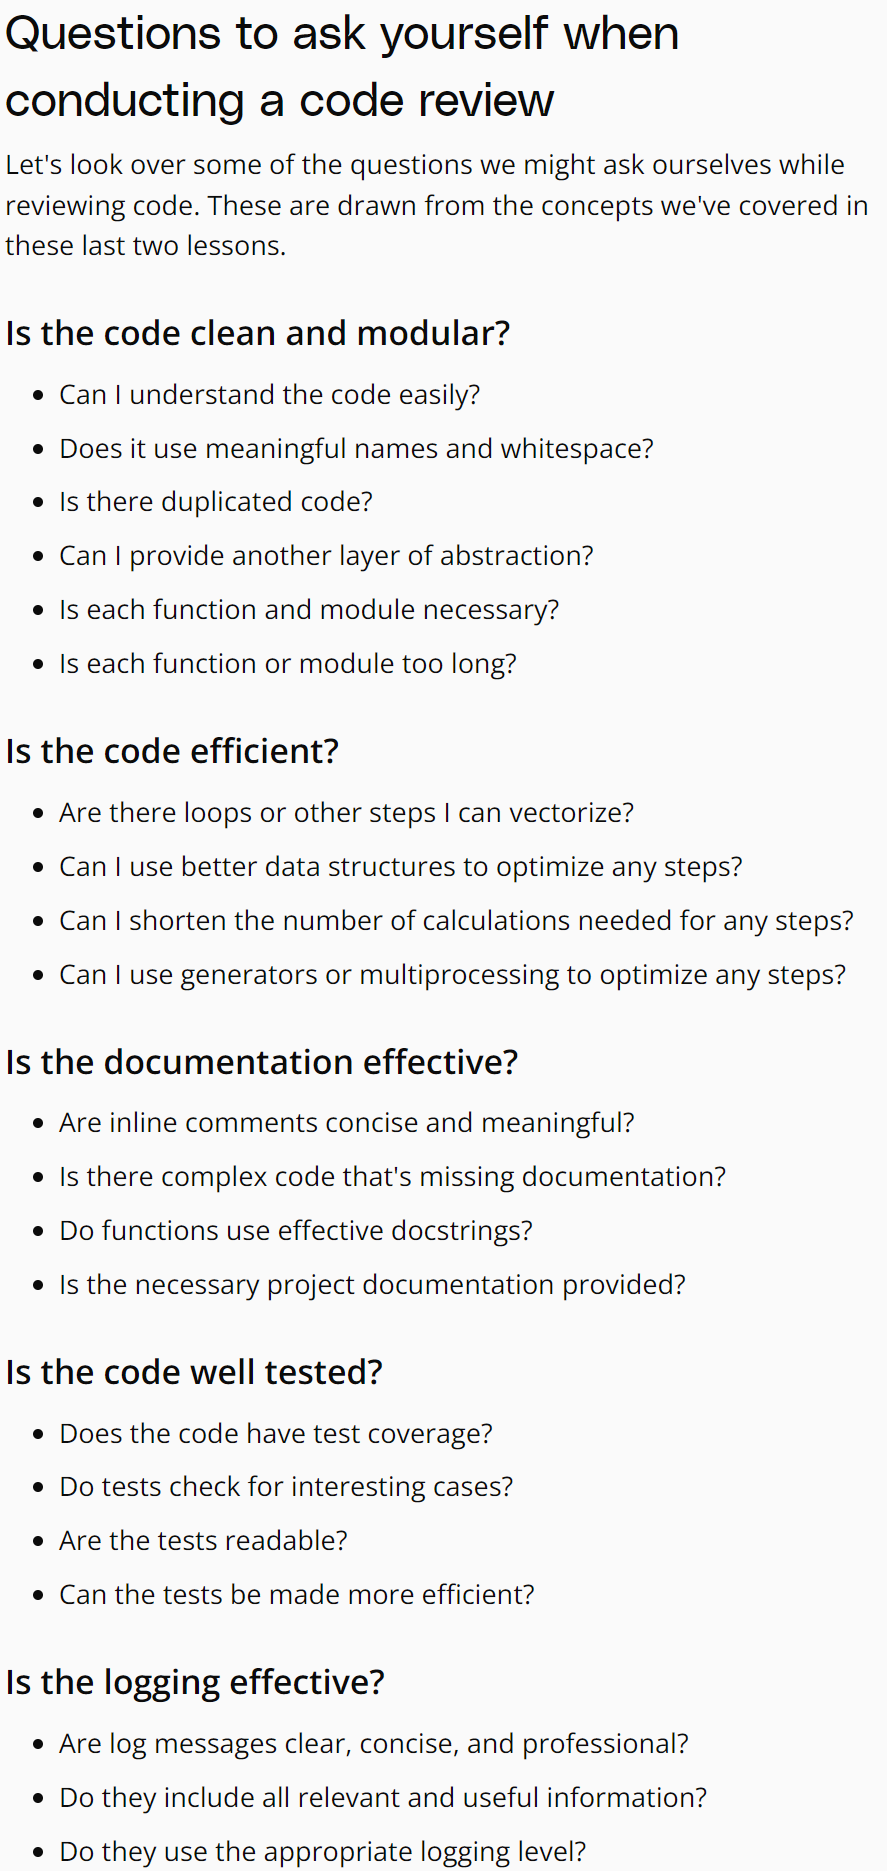 Questions to ask yourself when
conducting a code review
Let's look over some of the questions we might ask ourselves while
reviewing code. These are drawn from the concepts we've covered in
these last two lessons.
Is the code clean and modular?
• Can I understand the code easily?
• Does it use meaningful names and whitespace?
• Is there duplicated code?
• Can I provide another layer of abstraction?
• Is each function and module necessary?
• Is each function or module too long?
Is the code efficient?
• Are there loops or other steps I can vectorize?
• Can I use better data structures to optimize any steps?
• Can I shorten the number of calculations needed for any steps?
• Can I use generators or multiprocessing to optimize any steps?
Is the documentation effective?
• Are inline comments concise and meaningful?
• Is there complex code that's missing documentation?
• Do functions use effective docstrings?
• Is the necessary project documentation provided?
Is the code well tested?
• Does the code have test coverage?
• Do tests check for interesting cases?
• Are the tests readable?
• Can the tests be made more efficient?
Is the logging effective?
• Are log messages clear, concise, and professional?
• Do they include all relevant and useful information?
• Do they use the appropriate logging level?